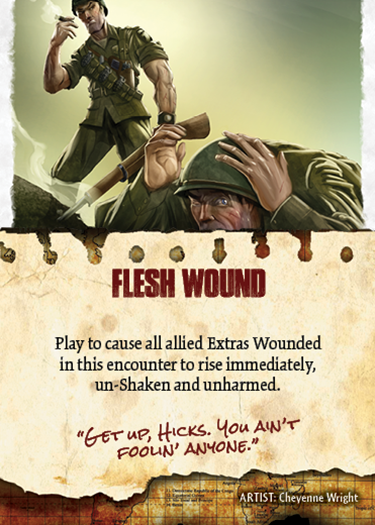 FLESH WOUND
Play to cause all allied Extras Wounded
in this encounter to rise immediately,
un-Shaken and unharmed.
"GET UP, HICKS. YOU AIN'T
FOOLIN' ANYONE."
ARTIST: Cheyenne Wright